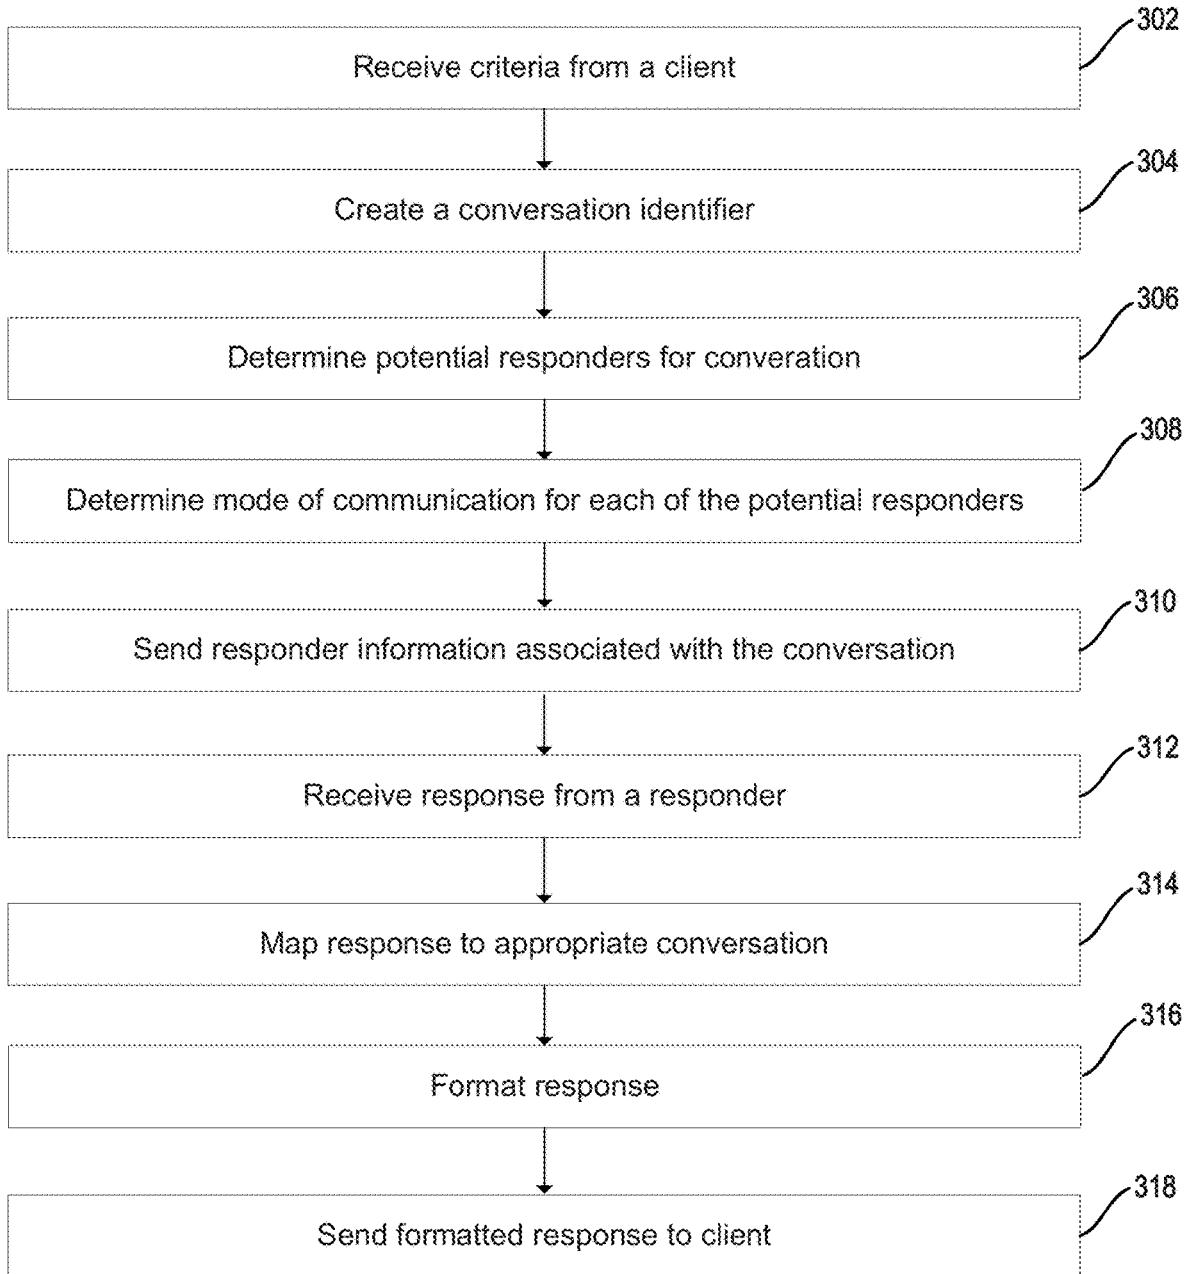 302
Receive criteria from a client
304
Create a conversation identifier
306
Determine potential responders for converation
308
Determine mode of communication for each of the potential responders
310
Send responder information associated with the conversation
312
Receive response from a responder
314
Map response to appropriate conversation
316
Format response
318
Send formatted response to client